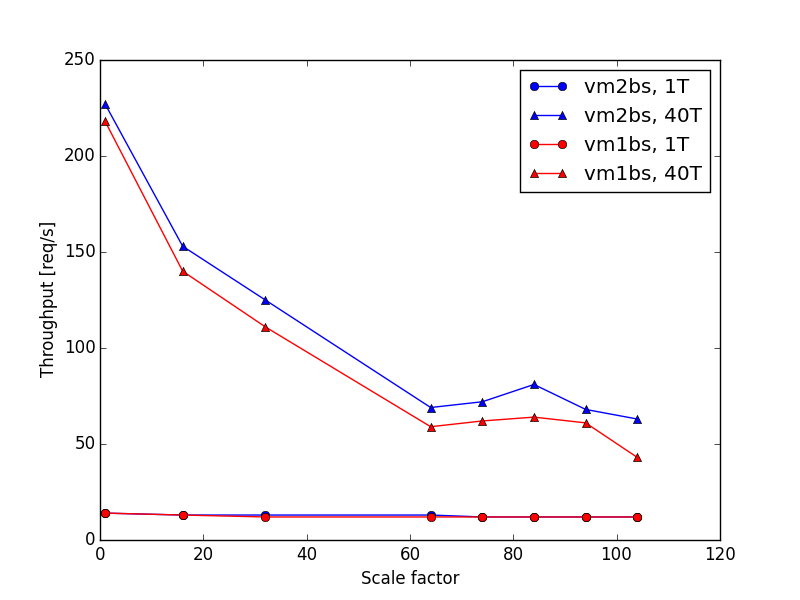 250
200
150
100
50
0
0 20 40 60 80 100 120
Throughput [req/s]
Scale factor
vm2bs, 1T
vm2bs, 40T
vm1bs, 1T
vm1bs, 40T